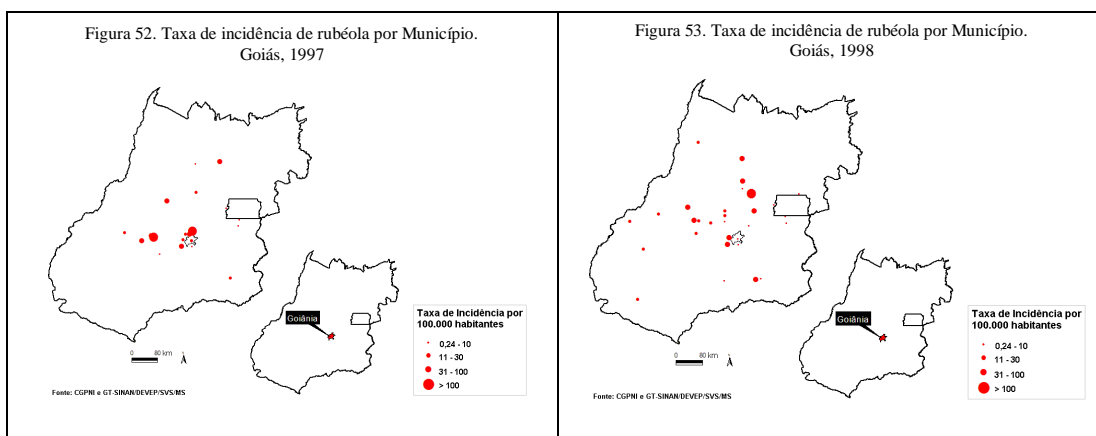 Figura 52. Taxa de incidência de rubéola por Município.
Goiás, 1997
Goiânia
Taxa de Incidência por
100.000 habitantes
0,24 - 10
11 - 30
31 - 100
> 100
0 80 km
Fonte: CGPNI e GT-SINAN/DEVEP/SVS/MS
Figura 53. Taxa de incidência de rubéola por Município.
Goiás, 1998
Goiânia
Taxa de Incidência por
100.000 habitantes
0,24 - 10
11 - 30
31 - 100
> 100
0 80 km
Fonte: CGPNI e GT-SINAN/DEVEP/SVS/MS